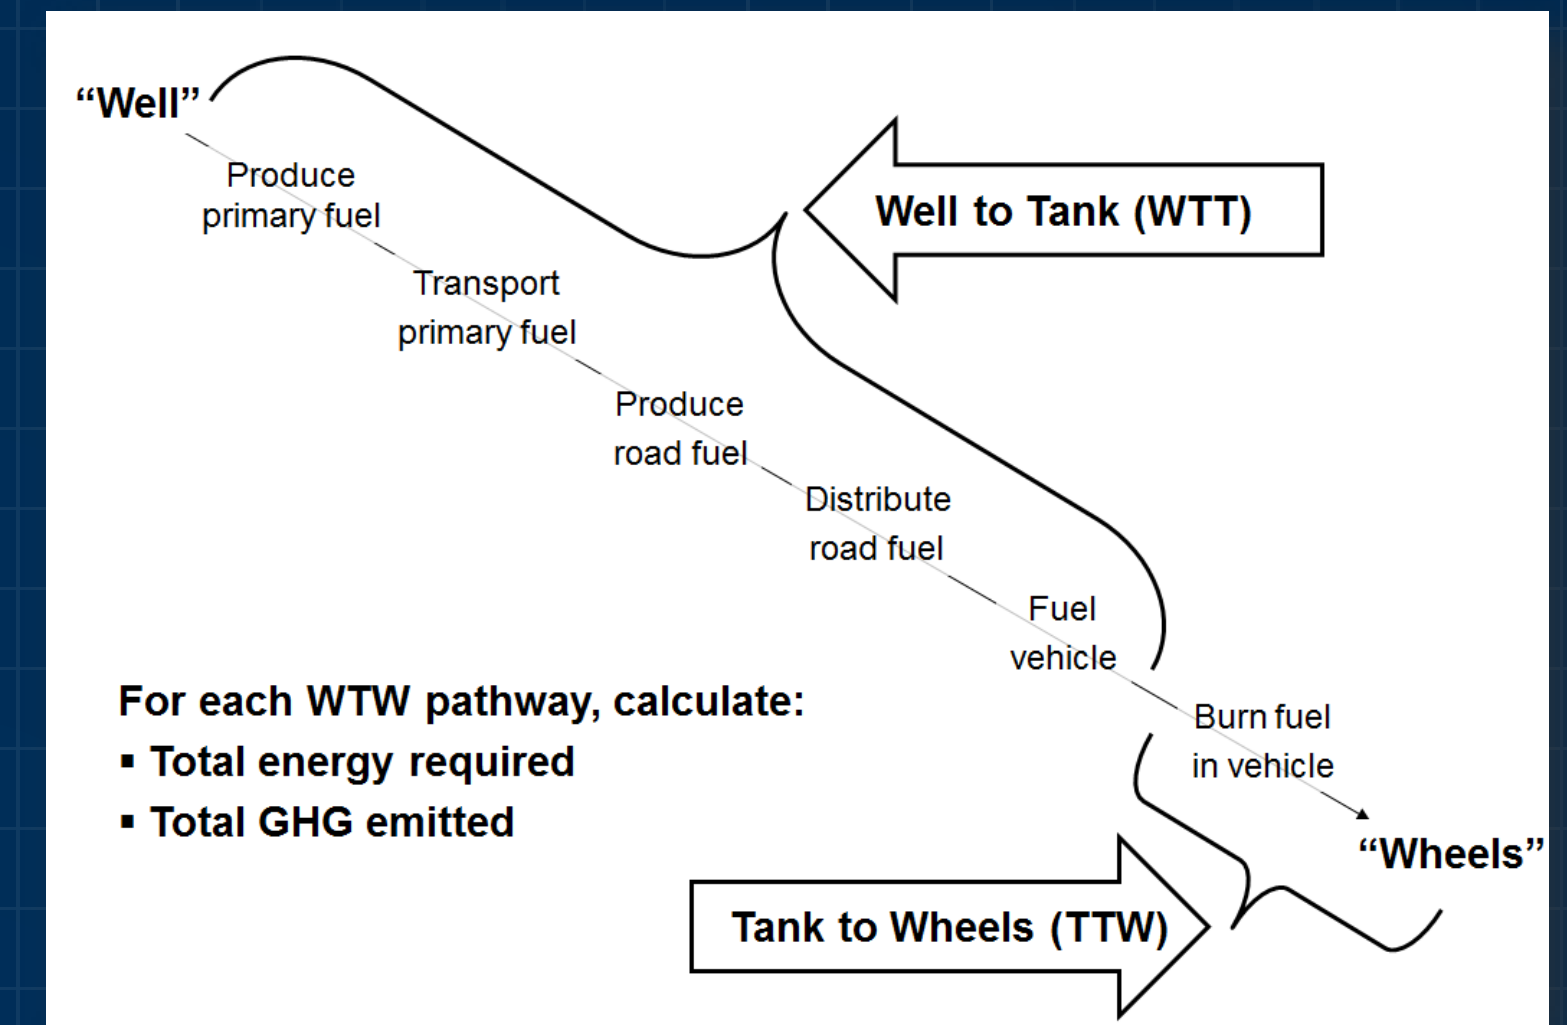 “Well”
Produce
primary fuel
Well to Tank (WTT)
Transport
primary fuel
Produce
road fuel
Distribute
road fuel
Fuel
vehicle
For each WTW pathway, calculate:
▪ Total energy required
▪ Total GHG emitted
Burn fuel
in vehicle
“Wheels”
Tank to Wheels (TTW)